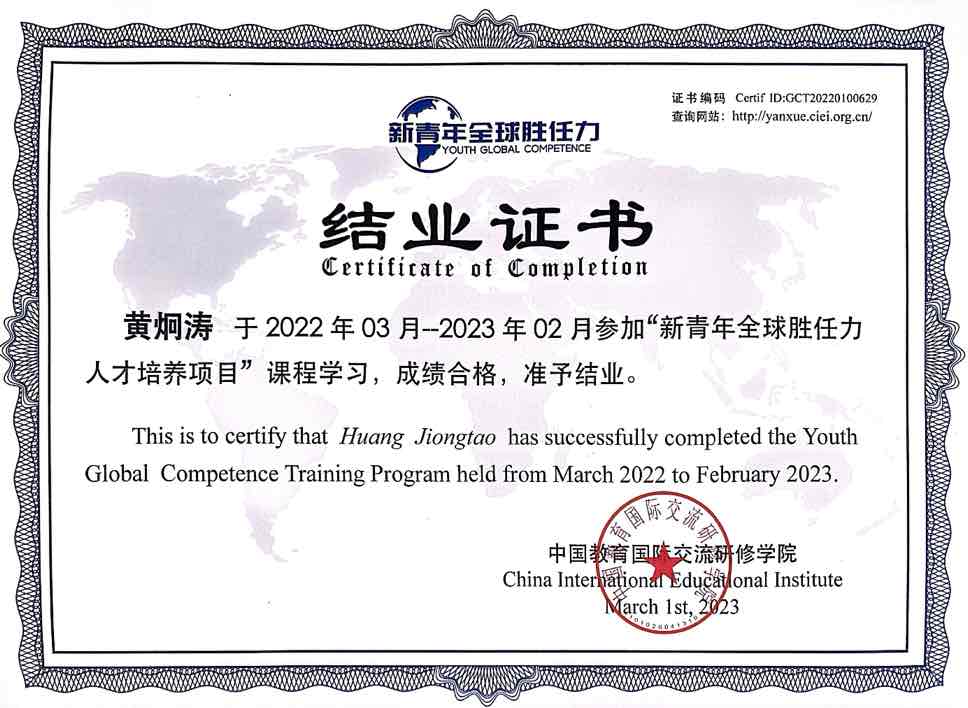 证书编码 Certif ID:GCT20220100629
查询网站：http://yanxue.ciei.org.cn/
新青年全球胜任力
YOUTH GLOBAL COMPETENCE
结业证书
Certificate of Completion
黄炯涛 于 2022 年 03 月--2023 年 02 月参加“新青年全球胜任力
人才培养项目”课程学习，成绩合格，准予结业。
This is to certify that Huang Jiongtao has successfully completed the Youth
Global Competence Training Program held from March 2022 to February 2023.
中国教育国际交流研修学院
China International Educational Institute
March 1st, 2023
中国教育国际交流研修学院